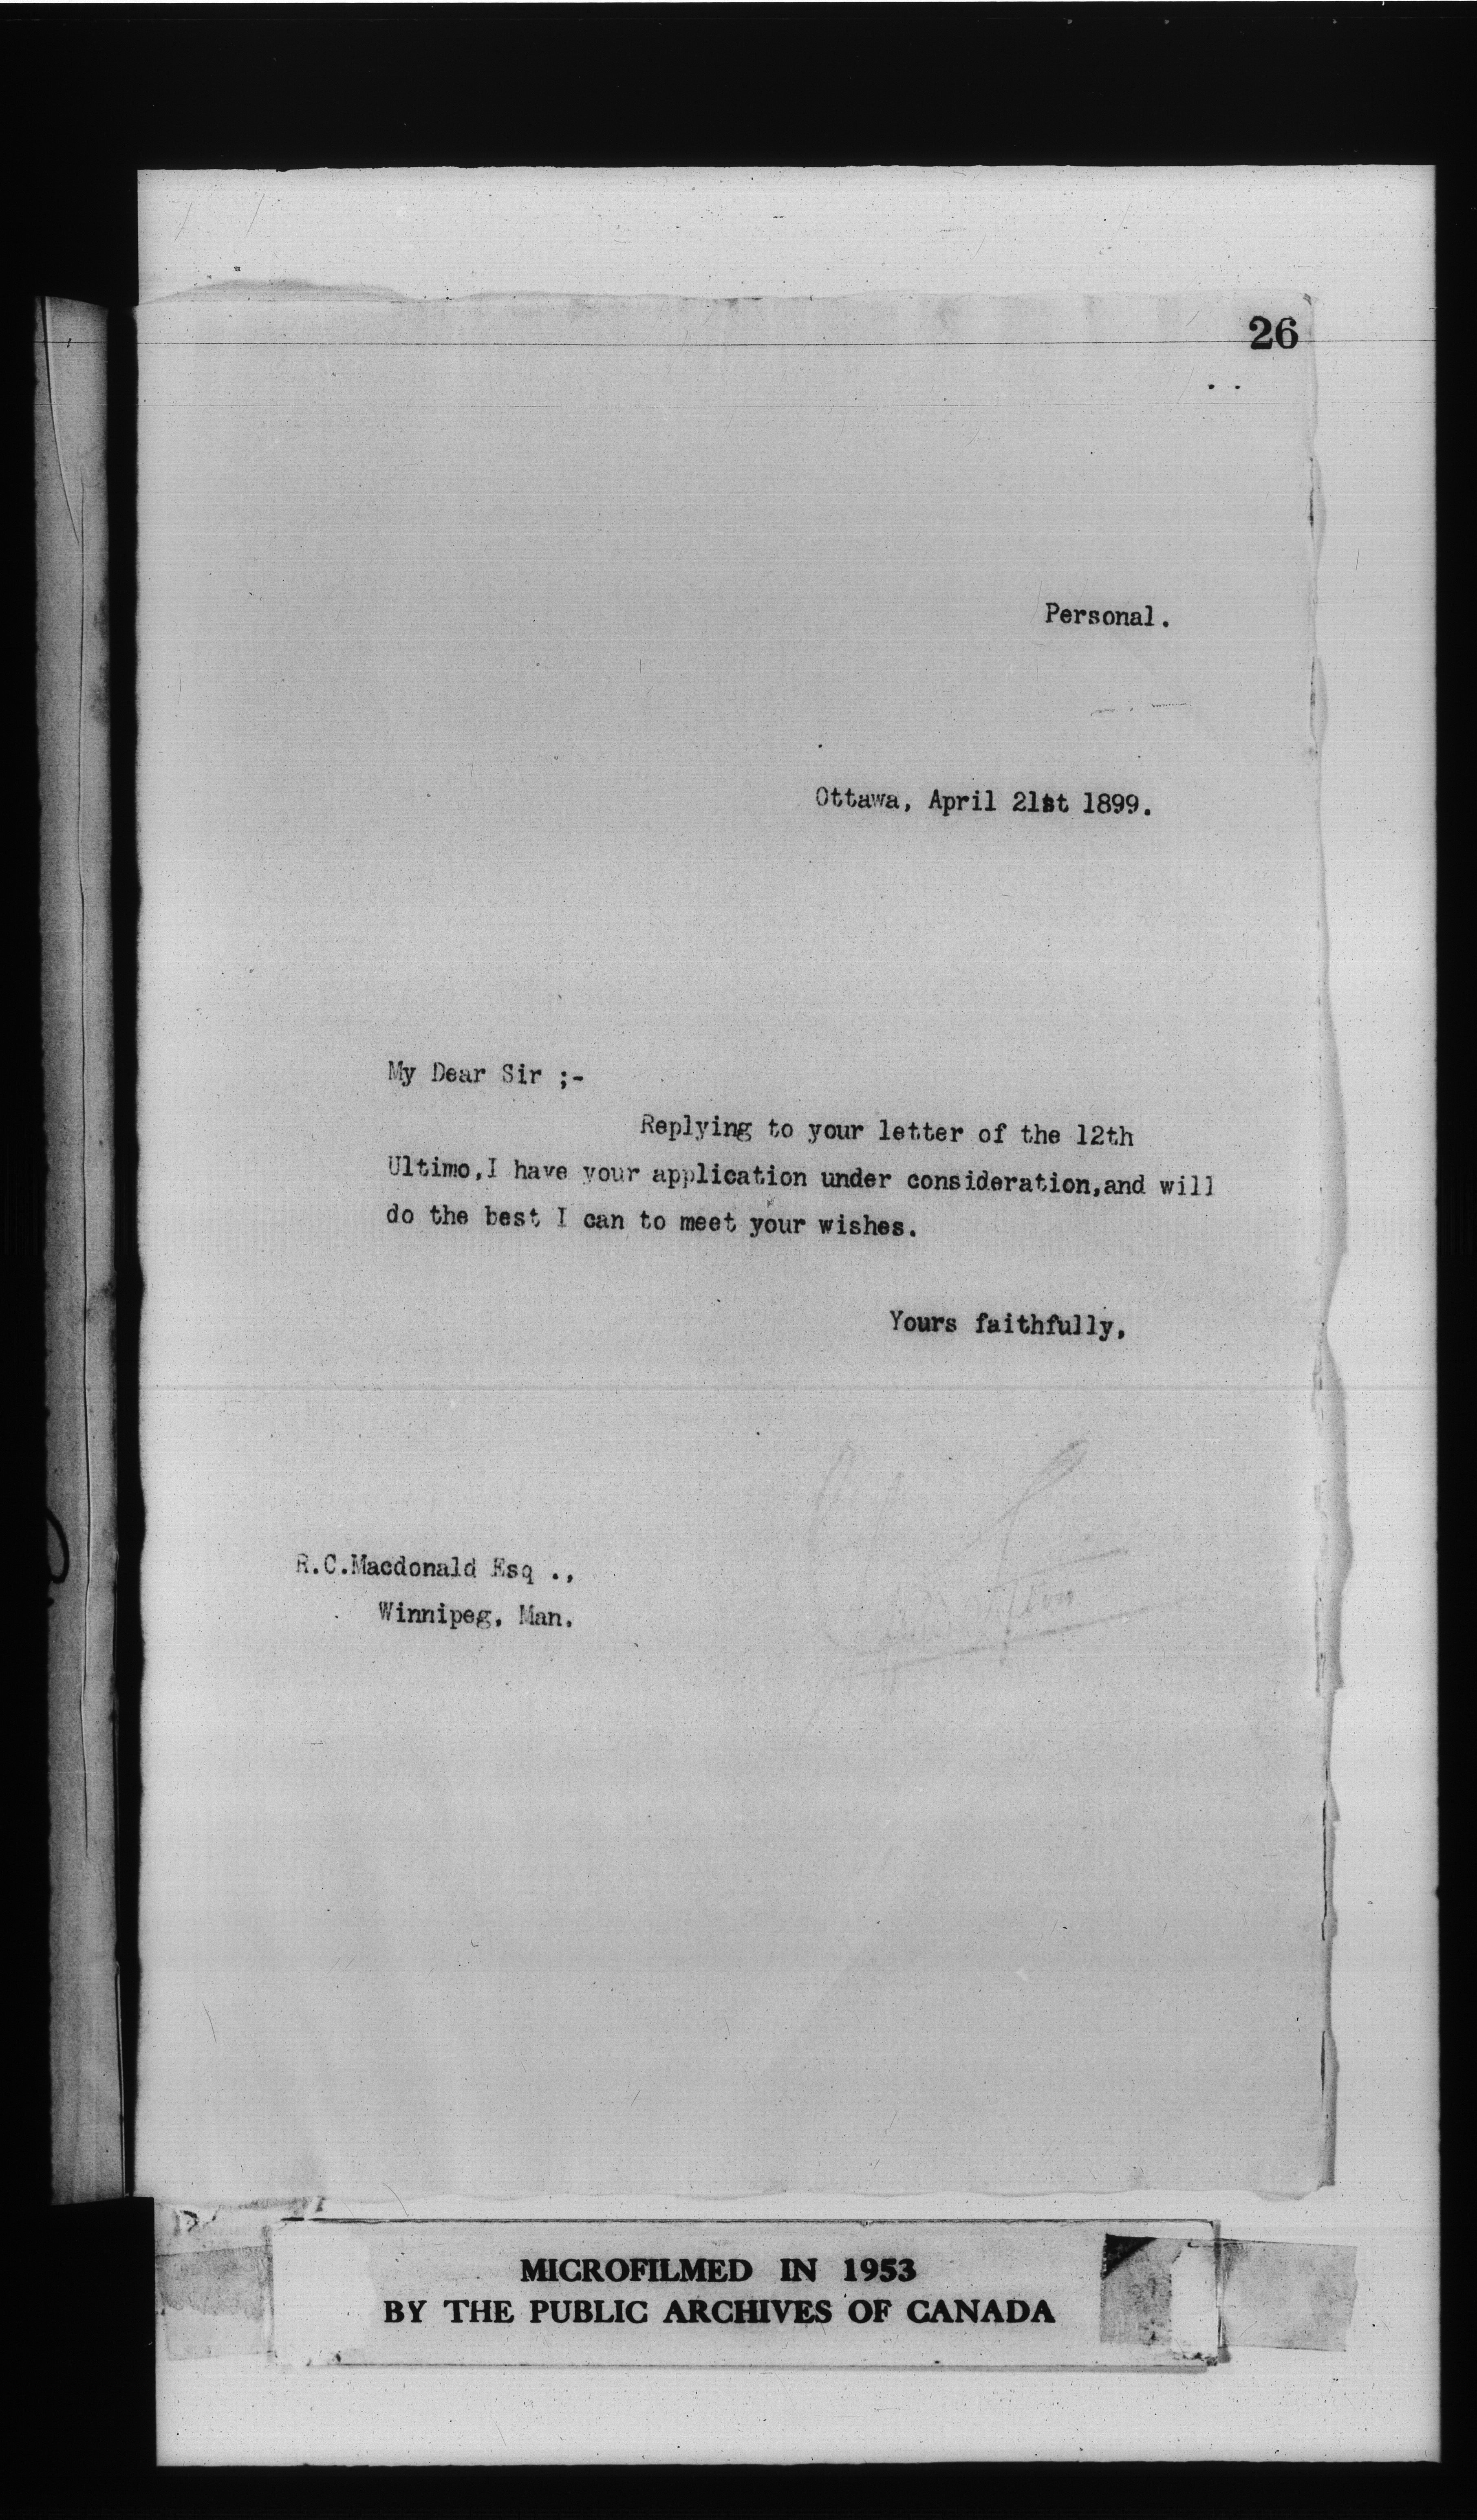 26
Personal.
Ottawa, April 21st 1899.
My Dear Sir ;-
Replying to your letter of the 12th
Ultimo,I have your application under consideration,and will
do the best I can to meet your wishes.
Yours faithfully,
R.C.Macdonald Esq .,
Winnipeg, Man.
MICROFILMED IN 1953
BY THE PUBLIC ARCHIVES OF CANADA